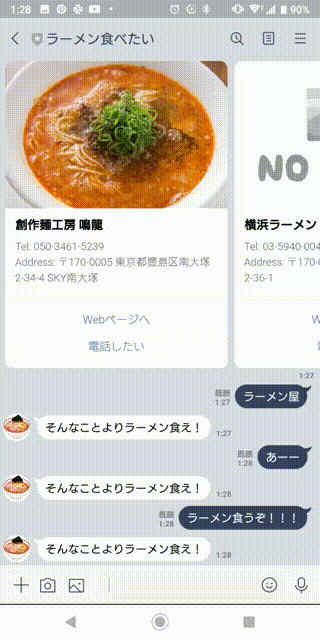 1:28
90%
ラーメン食べたい
創作麺工房 鳴龍
Tel: 050-3461-5239
Address: 〒170-0005 東京都豊島区南大塚
2-34-4 SKY南大塚
Webページへ
電話したい
NO
横浜ラーメン
Tel: 03-5940-004
Address: 〒170-0
2-36-1
W
1:27
既読
1:27
ラーメン屋
そんなことよりラーメン食え！
1:27
既読
1:28
あーー
そんなことよりラーメン食え！
1:28
既読
1:28
ラーメン食うぞ！！！
そんなことよりラーメン食え！
1:28